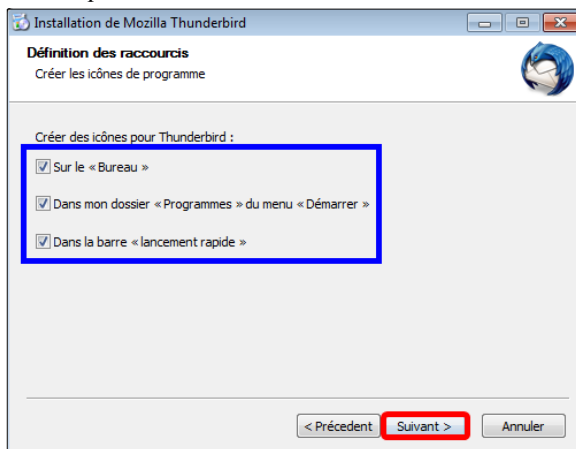 Installation de Mozilla Thunderbird
Définition des raccourcis
Créer les icônes de programme
Créer des icônes pour Thunderbird :
Sur le « Bureau »
Dans mon dossier « Programmes » du menu « Démarrer »
Dans la barre « lancement rapide »
< Précedent Suivant > Annuler